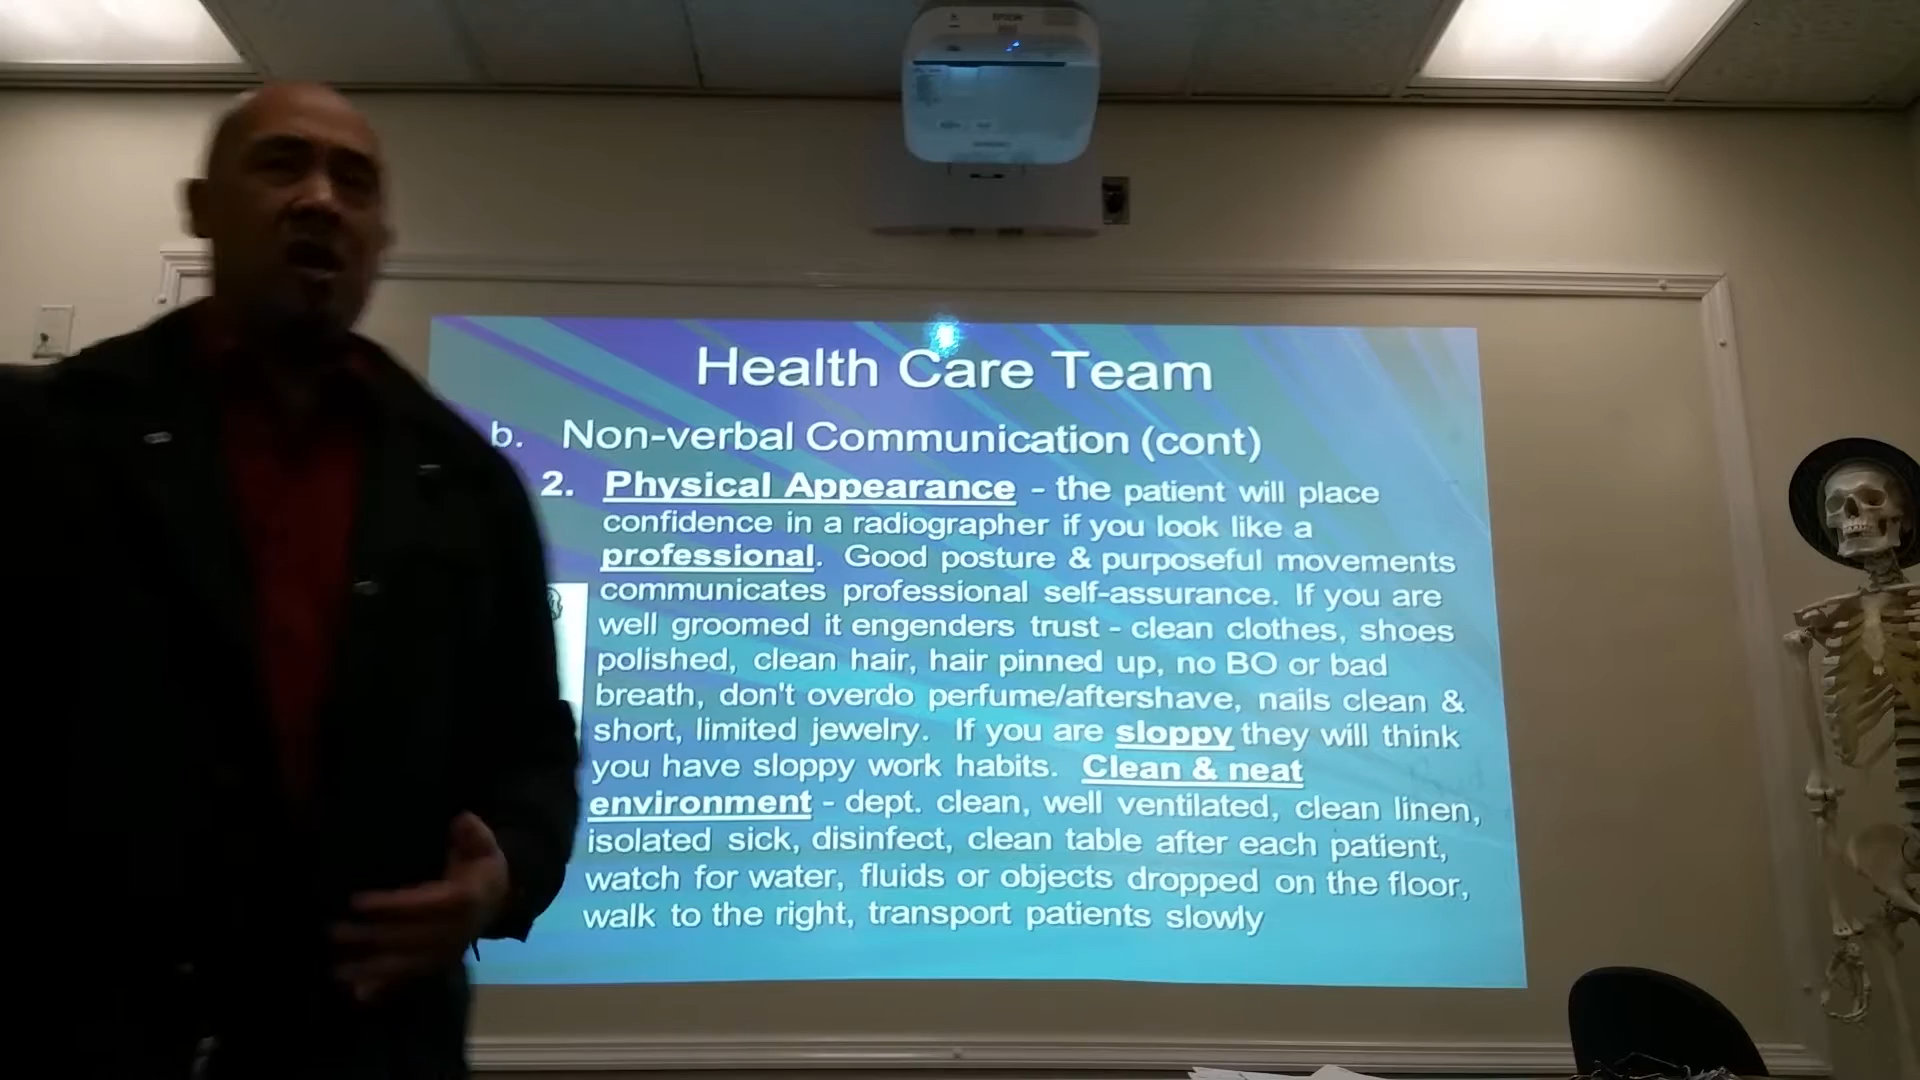 EPSON
Health Care Team
b. Non-verbal Communication (cont)
2. Physical Appearance - the patient will place
confidence in a radiographer if you look like a
professional. Good posture & purposeful movements
communicates professional self-assurance. If you are
well groomed it engenders trust - clean clothes, shoes
polished, clean hair, hair pinned up, no BO or bad
breath, don't overdo perfume/aftershave, nails clean &
short, limited jewelry. If you are sloppy they will think
you have sloppy work habits. Clean & neat
environment - dept. clean, well ventilated, clean linen,
isolated sick, disinfect, clean table after each patient,
watch for water, fluids or objects dropped on the floor,
walk to the right, transport patients slowly